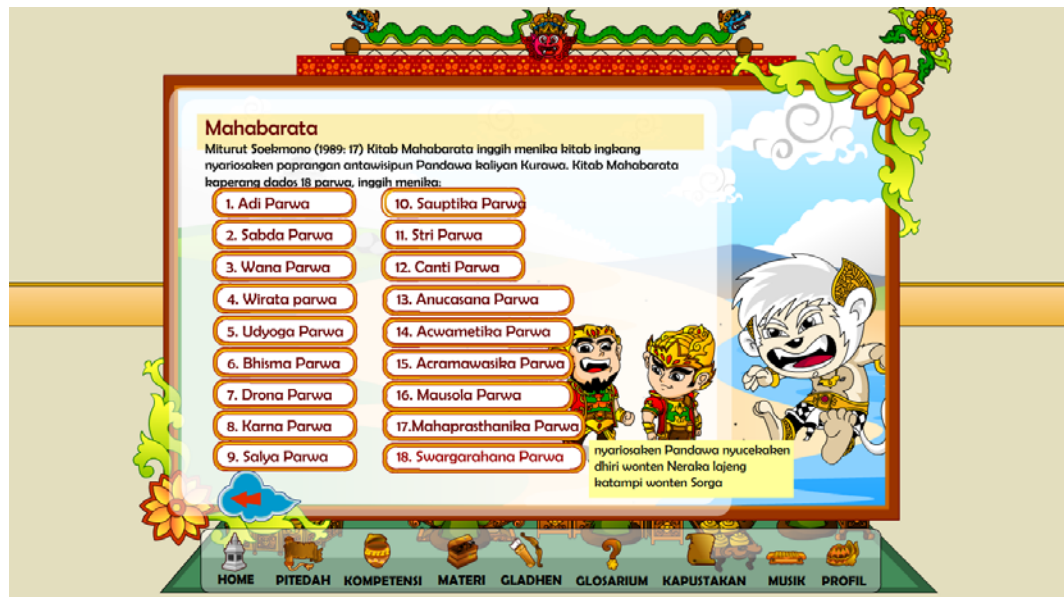 X
Mahabarata
Miturut Soekmono (1989: 17) Kitab Mahabarata inggih menika kitab ingkang
nyariosaken paprangan antawisipun Pandawa kaliyan Kurawa. Kitab Mahabarata
kaperang dados 18 parwa, inggih menika:
1. Adi Parwa
2. Sabda Parwa
3. Wana Parwa
4. Wirata parwa
5. Udyoga Parwa
6. Bhisma Parwa
7. Drona Parwa
8. Karna Parwa
9. Salya Parwa
10. Sauptika Parwa
11. Stri Parwa
12. Canti Parwa
13. Anucasana Parwa
14. Acwametika Parwa
15. Acramawasika Parwa
16. Mausola Parwa
17.Mahaprasthanika Parwa
18. Swargarahana Parwa
nyariosaken Pandawa nyucekaken
dhiri wonten Neraka lajeng
katampi wonten Sorga
HOME PITEDAH KOMPETENSI MATERI GLADHEN GLOSARIUM KAPUSTAKAN MUSIK PROFIL